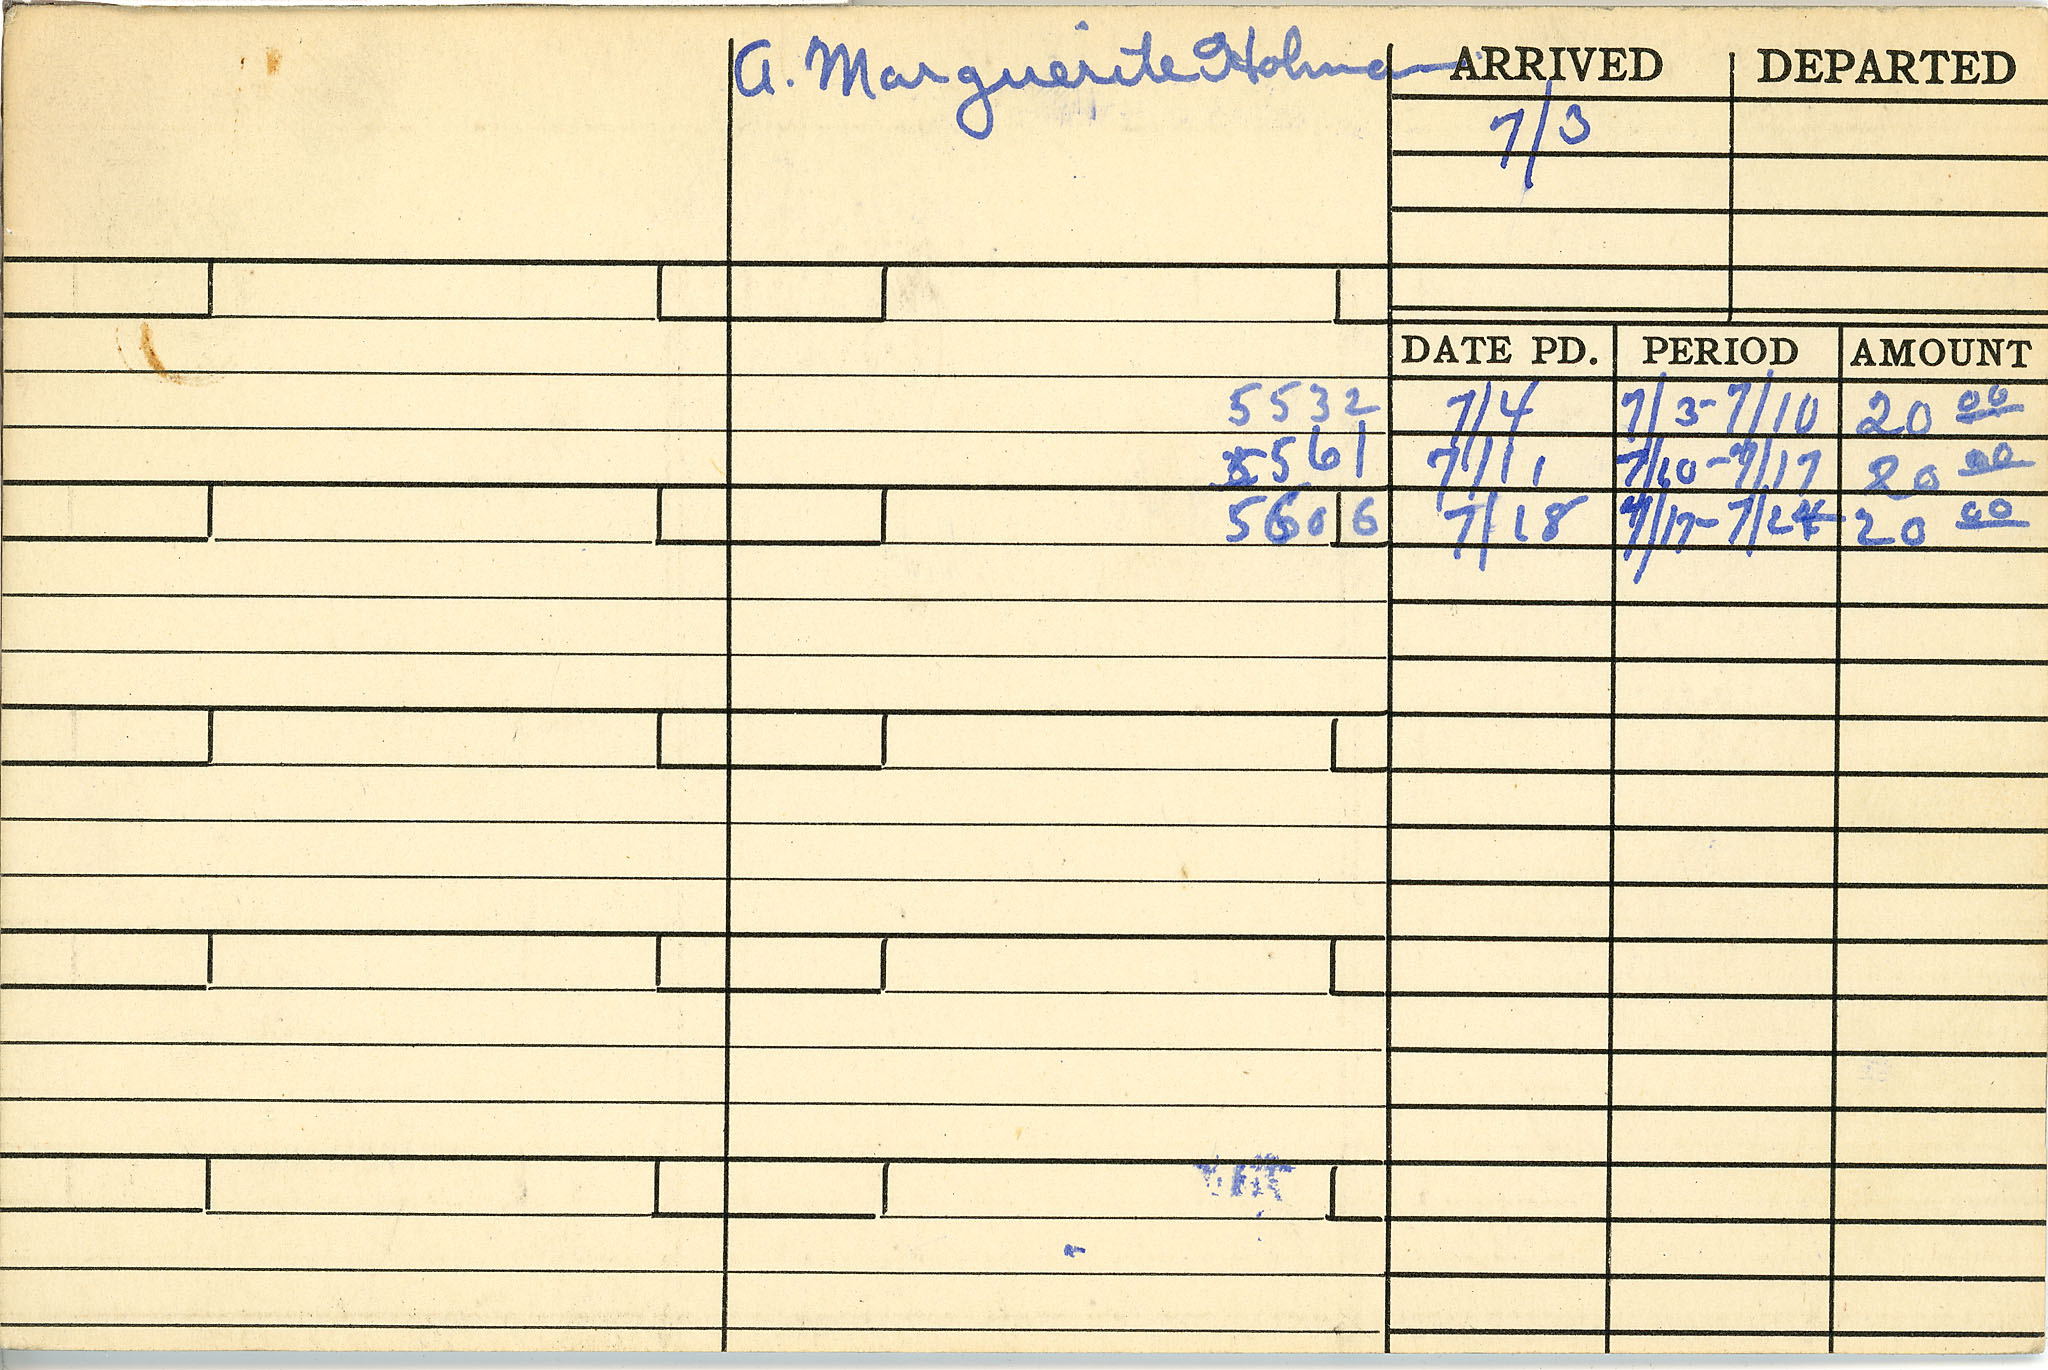 A. Marguerite Holman ARRIVED DEPARTED
7/3
DATE PD. PERIOD AMOUNT
5532 7/4 7/3-7/10 20 00
5561 7/11 7/10-7/17 20 00
5606 7/18 7/17-7/24 20 00